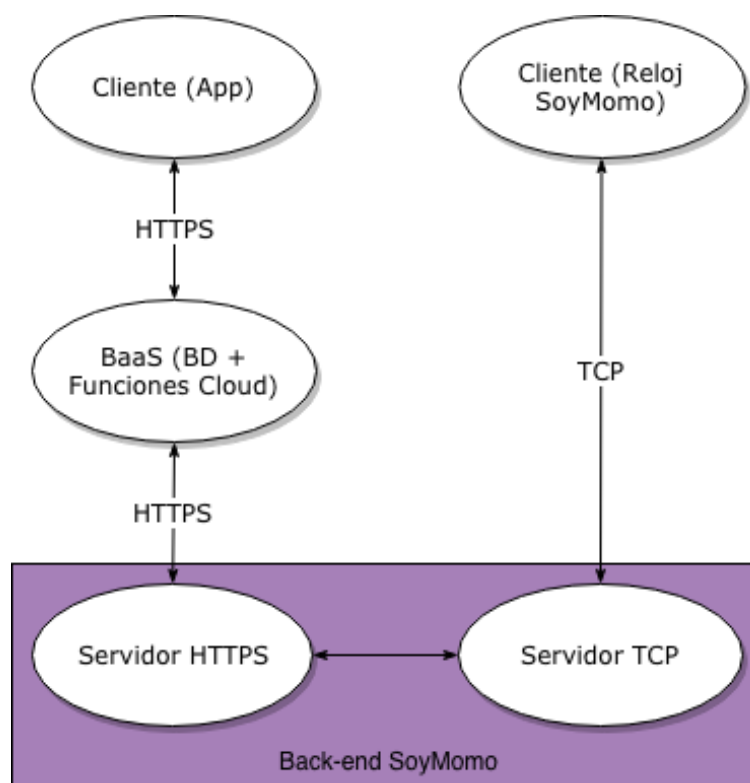 Cliente (App)
Cliente (Reloj
SoyMomo)
HTTPS
BaaS (BD +
Funciones Cloud)
TCP
HTTPS
Servidor HTTPS
Servidor TCP
Back-end SoyMomo